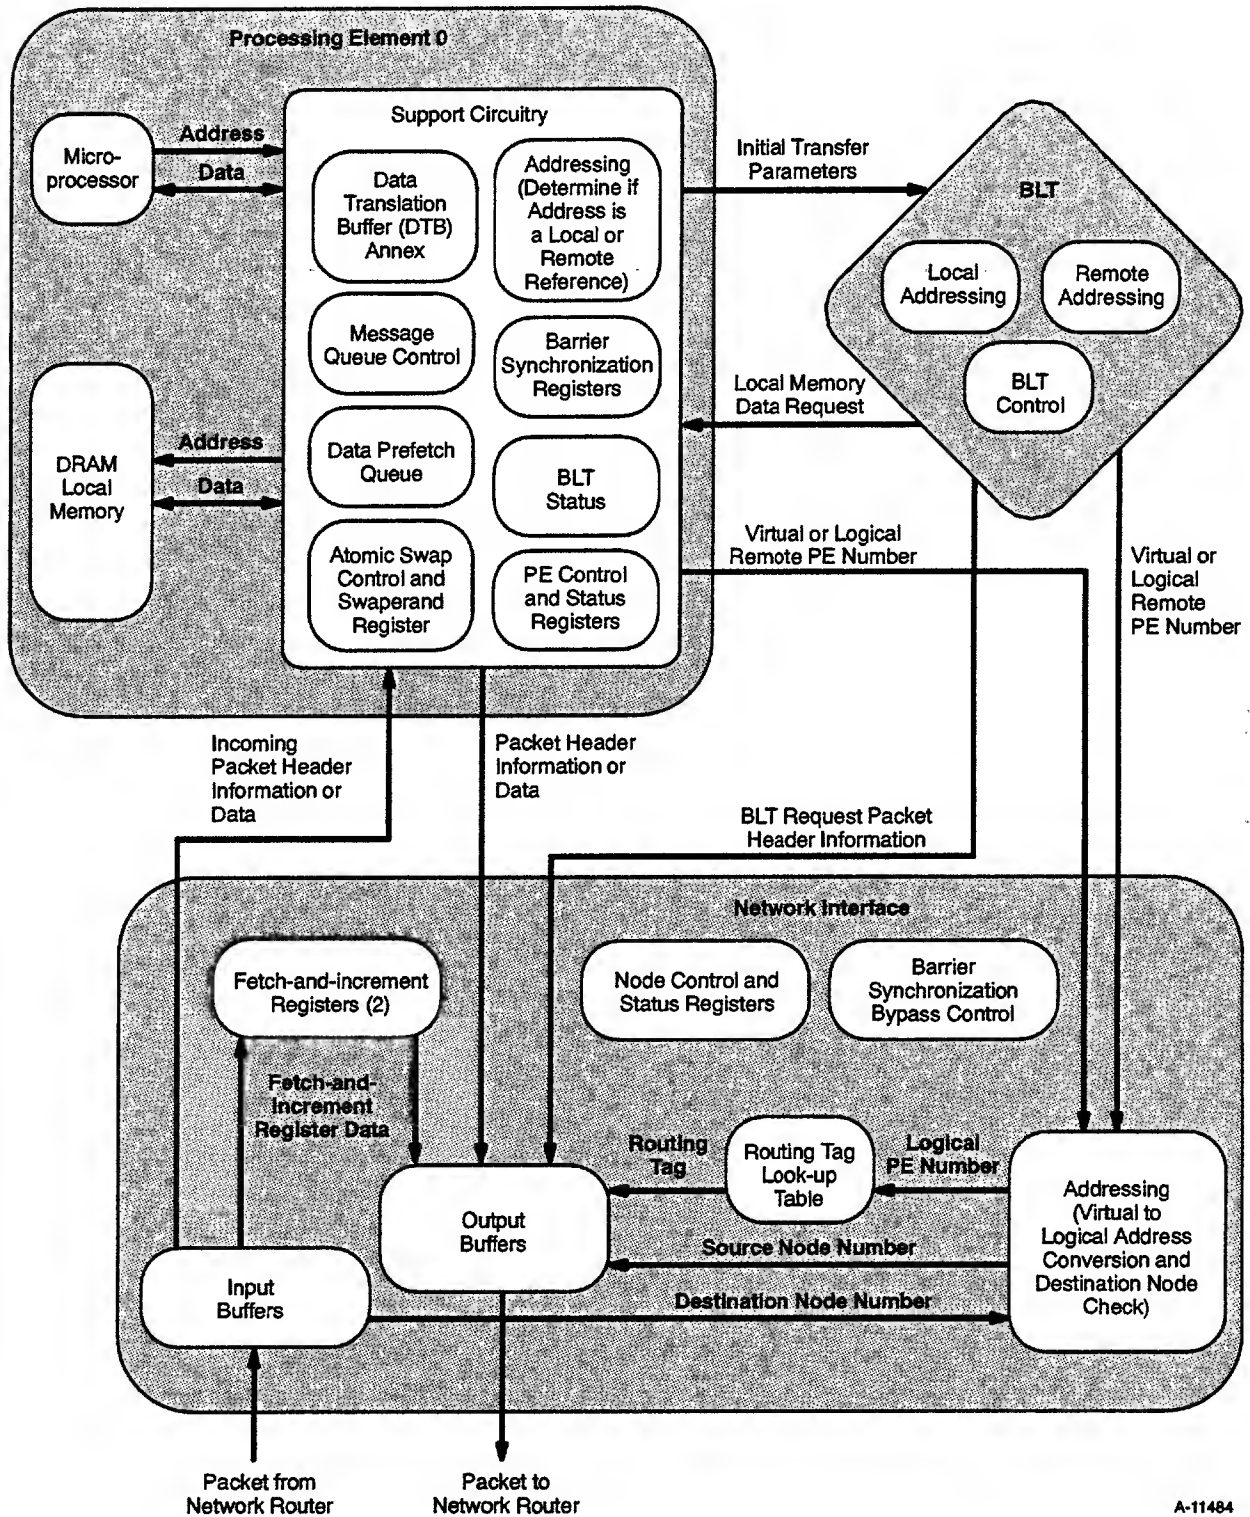 Processing Element 0
Support Circuitry
Micro-
processor
Address
Data
Data
Translation
Buffer (DTB)
Annex
Addressing
(Determine if
Address is
a Local or
Remote
Reference)
Message
Queue Control
Barrier
Synchronization
Registers
DRAM
Local
Memory
Address
Data
Data Prefetch
Queue
BLT
Status
Atomic Swap
Control and
Swaperand
Register
PE Control
and Status
Registers
Initial Transfer
Parameters
BLT
Local
Addressing
Remote
Addressing
BLT
Control
Local Memory
Data Request
Virtual or Logical
Remote PE Number
Virtual or
Logical
Remote
PE Number
Incoming
Packet Header
Information or
Data
Packet Header
Information or
Data
BLT Request Packet
Header Information
Network Interface
Fetch-and-increment
Registers (2)
Node Control and
Status Registers
Barrier
Synchronization
Bypass Control
Fetch-and-
Increment
Register Data
Routing
Tag
Routing Tag
Look-up
Table
Logical
PE Number
Addressing
(Virtual to
Logical Address
Conversion and
Destination Node
Check)
Output
Buffers
Source Node Number
Input
Buffers
Destination Node Number
Packet from
Network Router
Packet to
Network Router
A-11484